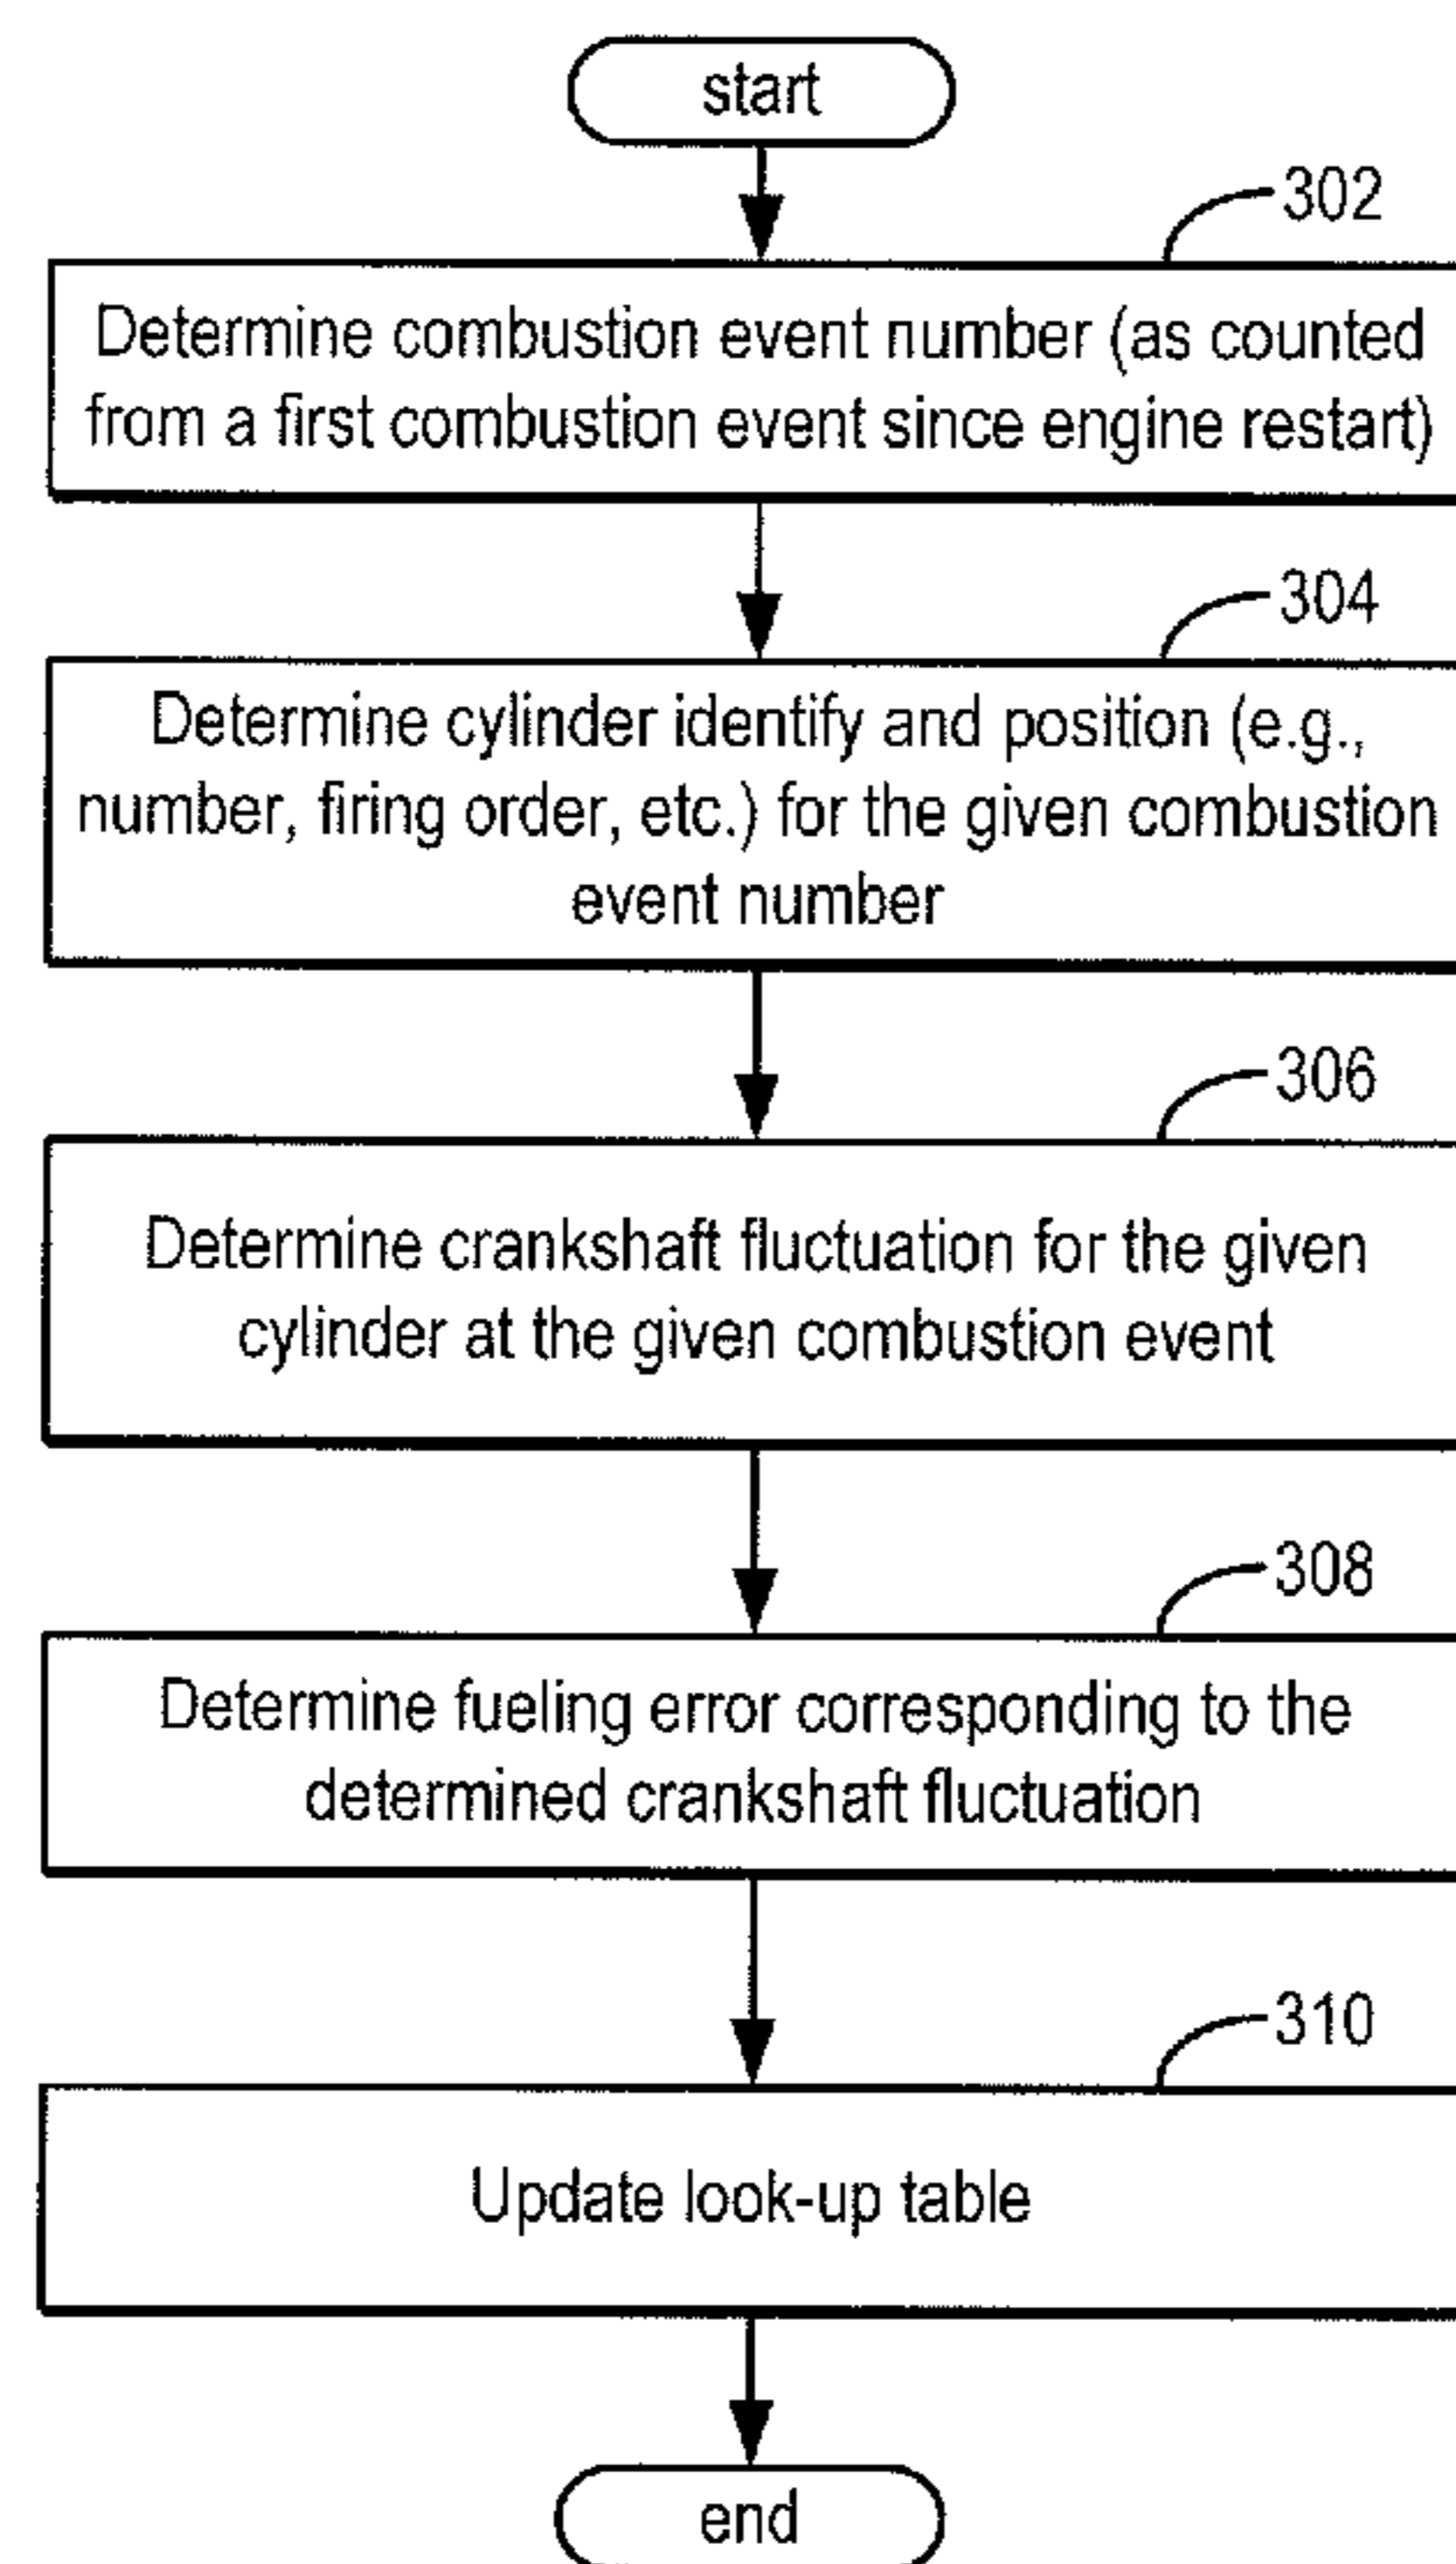 start
302
Determine combustion event number (as counted
from a first combustion event since engine restart)
304
Determine cylinder identify and position (e.g.,
number, firing order, etc.) for the given combustion
event number
306
Determine crankshaft fluctuation for the given
cylinder at the given combustion event
308
Determine fueling error corresponding to the
determined crankshaft fluctuation
310
Update look-up table
end